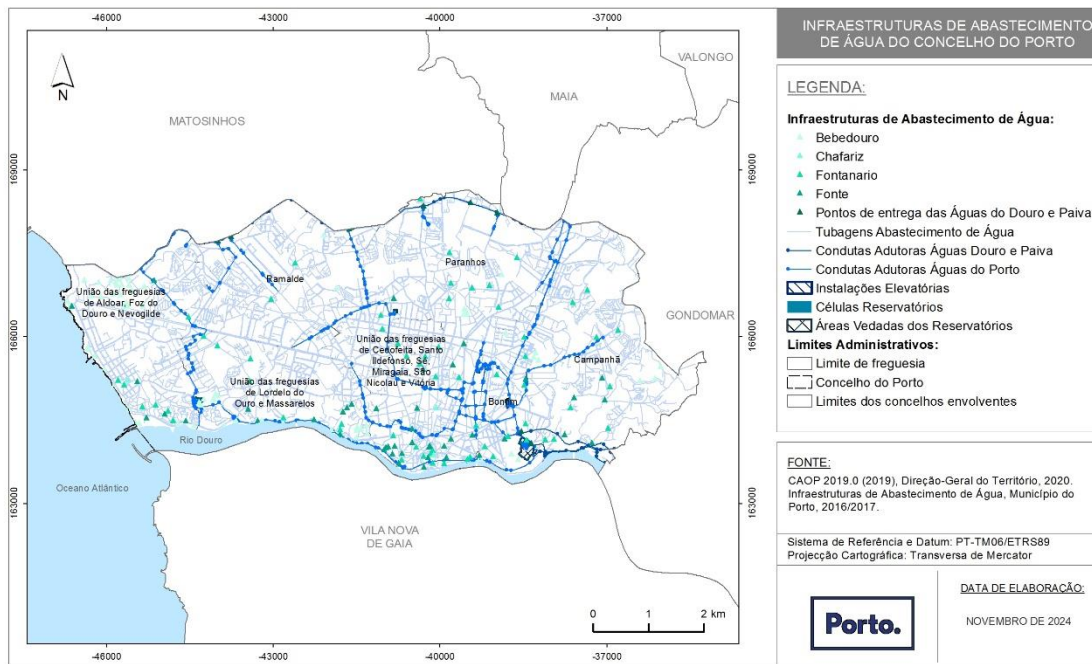 -46000
-43000
-40000
-37000
169000
166000
163000
N
MATOSINHOS
MAIA
VALONGO
GONDOMAR
VILA NOVA
DE GAIA
Oceano Atlântico
Rio Douro
União das freguesias
de Aldoar, Foz do
Douro e Nevogilde
Ramalde
Paranhos
União das freguesias
de Cedofeita, Santo
Ildefonso, Sé,
Miragaia, São
Nicolau e Vitória
União das freguesias
de Lordelo do
Ouro e Massarelos
Bonfim
Campanhã
0 1 2 km
169000
166000
163000
-46000
-43000
-40000
-37000
INFRAESTRUTURAS DE ABASTECIMENTO
DE ÁGUA DO CONCELHO DO PORTO
LEGENDA:
Infraestruturas de Abastecimento de Água:
Bebedouro
Chafariz
Fontanario
Fonte
Pontos de entrega das Águas do Douro e Paiva
Tubagens Abastecimento de Água
Condutas Adutoras Águas Douro e Paiva
Condutas Adutoras Águas do Porto
Instalações Elevatórias
Células Reservatórios
Áreas Vedadas dos Reservatórios
Limites Administrativos:
Limite de freguesia
Concelho do Porto
Limites dos concelhos envolventes
FONTE:
CAOP 2019.0 (2019), Direção-Geral do Território, 2020.
Infraestruturas de Abastecimento de Água, Município do
Porto, 2016/2017.
Sistema de Referência e Datum: PT-TM06/ETRS89
Projecção Cartográfica: Transversa de Mercator
Porto.
DATA DE ELABORAÇÃO:
NOVEMBRO DE 2024